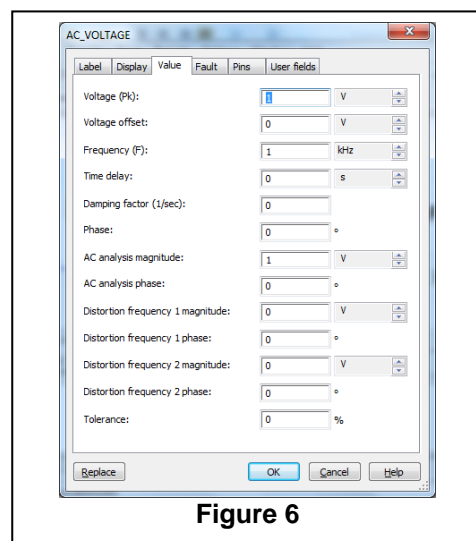 AC_VOLTAGE
Label Display Value Fault Pins User fields
Voltage (Pk): 1 V
Voltage offset: 0 V
Frequency (F): 1 kHz
Time delay: 0 s
Damping factor (1/sec): 0
Phase: 0 °
AC analysis magnitude: 1 V
AC analysis phase: 0 °
Distortion frequency 1 magnitude: 0 V
Distortion frequency 1 phase: 0 °
Distortion frequency 2 magnitude: 0 V
Distortion frequency 2 phase: 0 °
Tolerance: 0 %
Replace OK Cancel Help
Figure 6